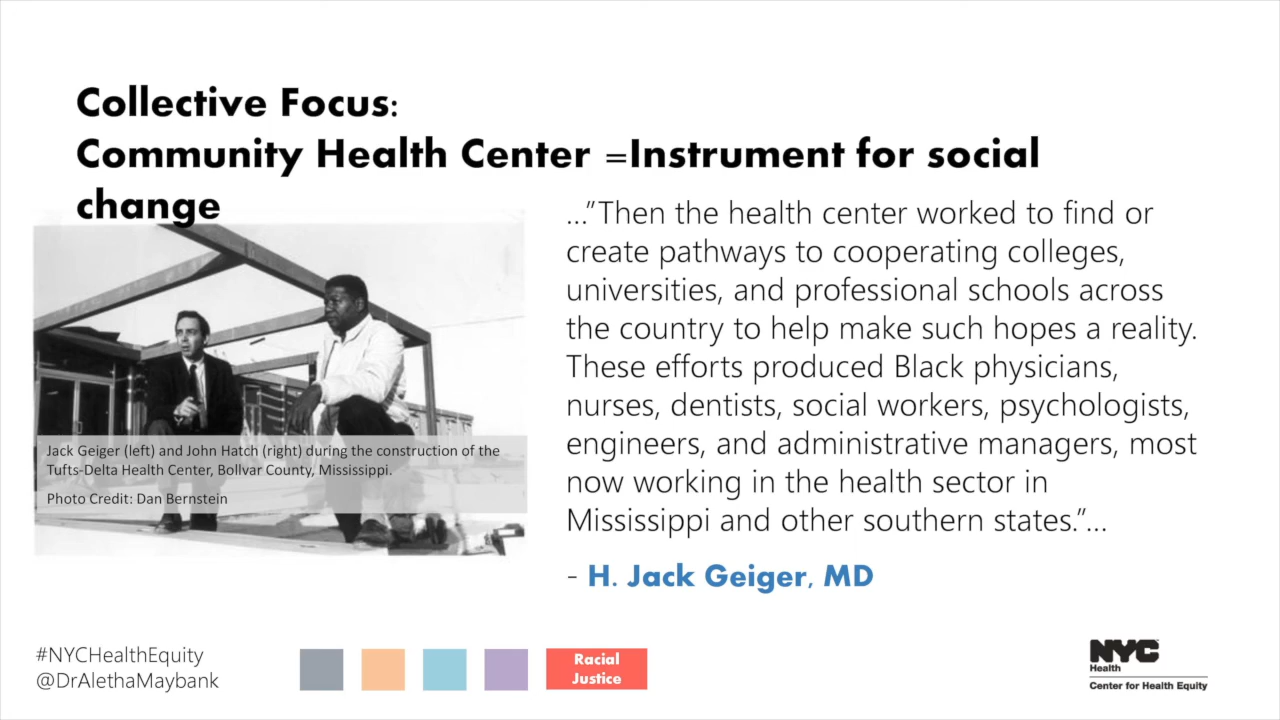 Collective Focus:
Community Health Center =Instrument for social
change
…”Then the health center worked to find or
create pathways to cooperating colleges,
universities, and professional schools across
the country to help make such hopes a reality.
These efforts produced Black physicians,
nurses, dentists, social workers, psychologists,
engineers, and administrative managers, most
now working in the health sector in
Mississippi and other southern states.”…
- H. Jack Geiger, MD
Jack Geiger (left) and John Hatch (right) during the construction of the
Tufts-Delta Health Center, Bollvar County, Mississippi.
Photo Credit: Dan Bernstein
#NYCHealthEquity
@DrAlethaMaybank
Racial
Justice
NYC
Health
Center for Health Equity